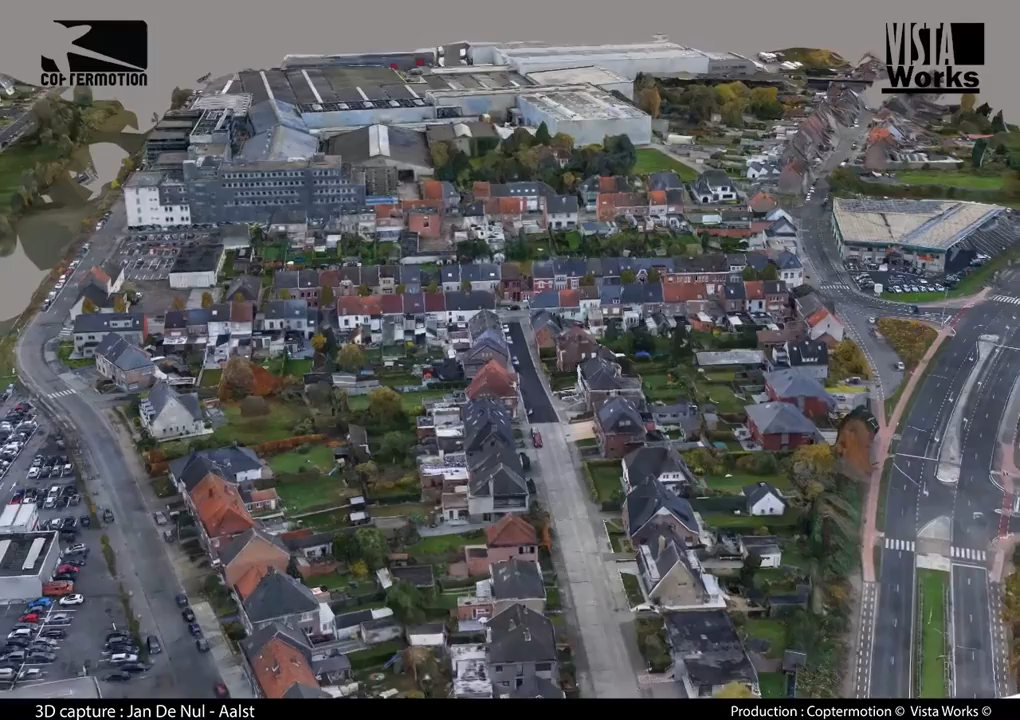 COPTERMOTION
VISTA
Works
3D capture : Jan De Nul - Aalst
Production : Coptermotion © Vista Works ©